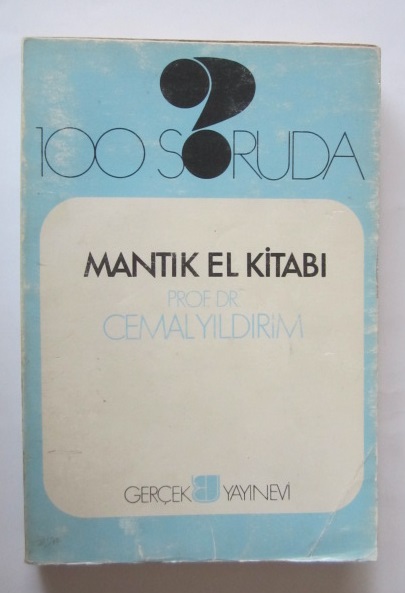 100 SORUDA
MANTIK EL KİTABI
PROF. DR.
CEMAL YILDIRIM
GERÇEK YAYINEVİ